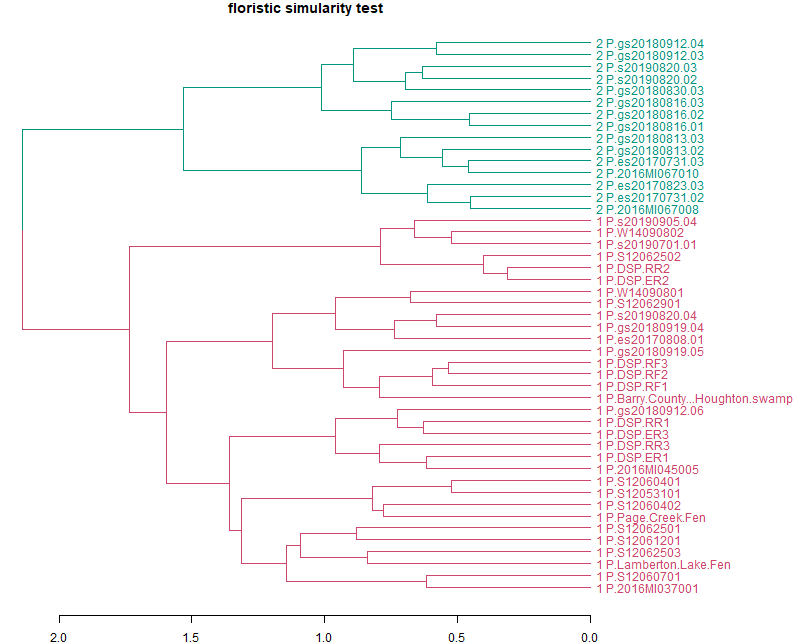 floristic simularity test
2 P.gs20180912.04
2 P.gs20180912.03
2 P.s20190820.03
2 P.s20190820.02
2 P.gs20180830.03
2 P.gs20180816.03
2 P.gs20180816.02
2 P.gs20180816.01
2 P.gs20180813.03
2 P.gs20180813.02
2 P.es20170731.03
2 P.2016MI067010
2 P.es20170823.03
2 P.es20170731.02
2 P.2016MI067008
1 P.s20190905.04
1 P.W14090802
1 P.s20190701.01
1 P.S12062502
1 P.DSP.RR2
1 P.DSP.ER2
1 P.W14090801
1 P.S12062901
1 P.s20190820.04
1 P.gs20180919.04
1 P.es20170808.01
1 P.gs20180919.05
1 P.DSP.RF3
1 P.DSP.RF2
1 P.DSP.RF1
1 P.Barry.County...Houghton.swamp
1 P.gs20180912.06
1 P.DSP.RR1
1 P.DSP.ER3
1 P.DSP.RR3
1 P.DSP.ER1
1 P.2016MI045005
1 P.S12060401
1 P.S12053101
1 P.S12060402
1 P.Page.Creek.Fen
1 P.S12062501
1 P.S12061201
1 P.S12062503
1 P.Lamberton.Lake.Fen
1 P.S12060701
1 P.2016MI037001
2.0 1.5 1.0 0.5 0.0